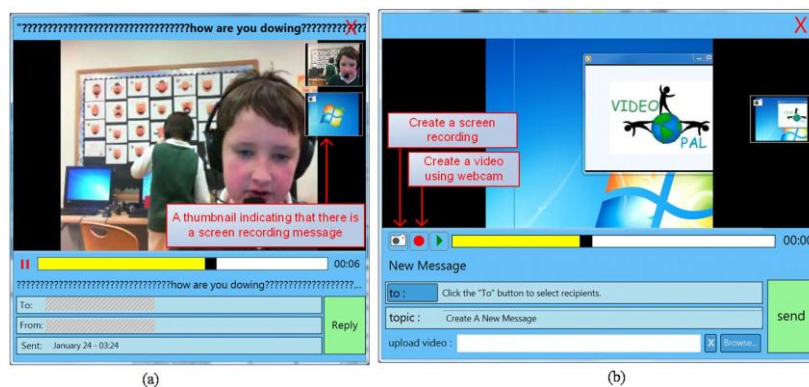 "?????????????????????????????????how are you dowing????????????????
X
A thumbnail indicating that there is
a screen recording message
00:06
?????????????????????????????????how are you dowing???????????????????...
To:
From:
Sent: January 24 - 03:24
Reply
(a)
X
VIDEO
PAL
Create a screen
recording
Create a video
using webcam
00:00
New Message
to :
Click the "To" button to select recipients.
topic :
Create A New Message
upload video :
X
Browse...
send
(b)